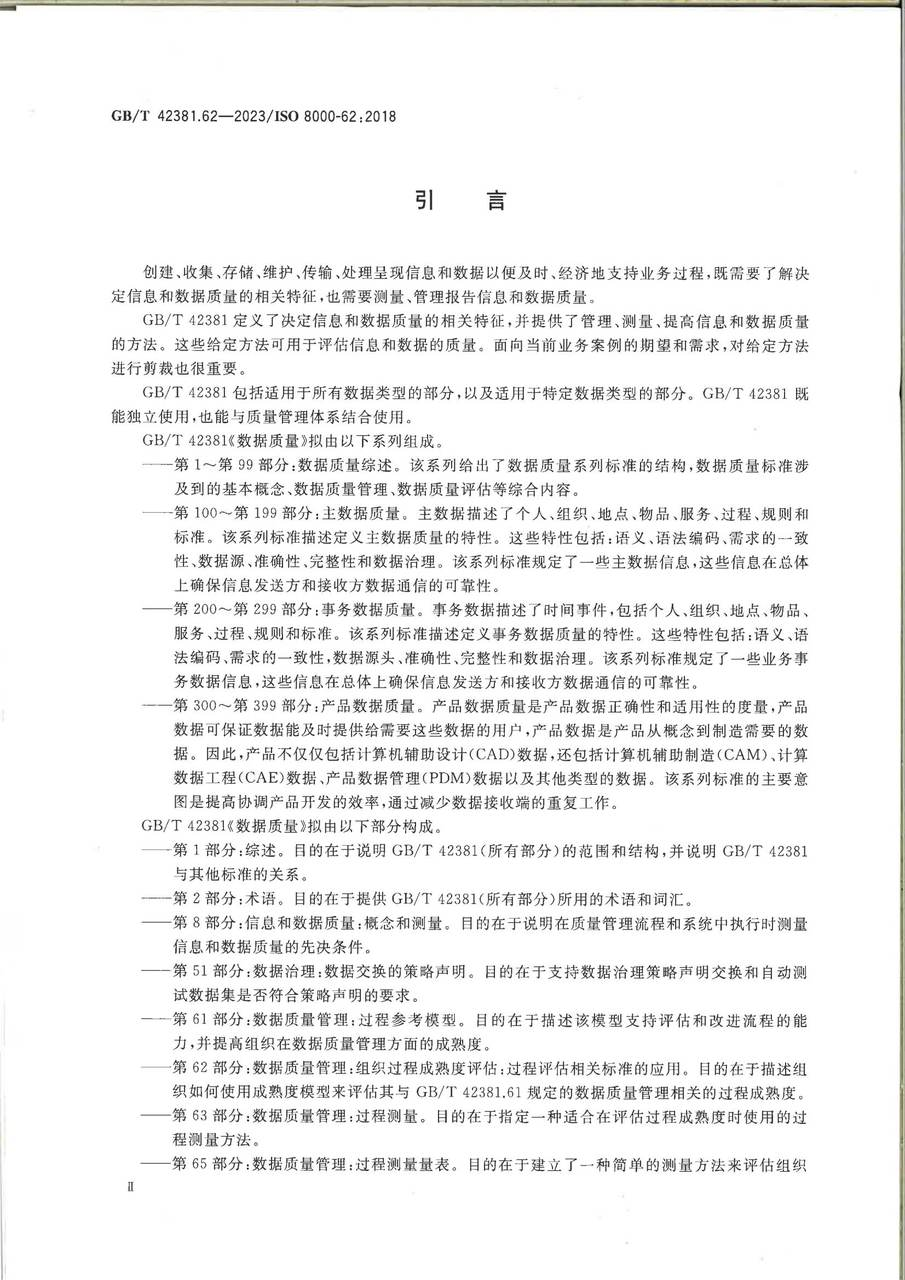 GB/T 42381.62—2023/ISO 8000-62:2018
引 言
创建、收集、存储、维护、传输、处理呈现信息和数据以便及时、经济地支持业务过程,既需要了解决
定信息和数据质量的相关特征,也需要测量、管理报告信息和数据质量。
GB/T 42381 定义了决定信息和数据质量的相关特征,并提供了管理、测量、提高信息和数据质量
的方法。这些给定方法可用于评估信息和数据的质量。面向当前业务案例的期望和需求,对给定方法
进行剪裁也很重要。
GB/T 42381 包括适用于所有数据类型的部分,以及适用于特定数据类型的部分。GB/T 42381 既
能独立使用,也能与质量管理体系结合使用。
GB/T 42381《数据质量》拟由以下系列组成。
——第 1～第 99 部分:数据质量综述。该系列给出了数据质量系列标准的结构,数据质量标准涉
及到的基本概念、数据质量管理、数据质量评估等综合内容。
——第 100～第 199 部分:主数据质量。主数据描述了个人、组织、地点、物品、服务、过程、规则和
标准。该系列标准描述定义主数据质量的特性。这些特性包括:语义、语法编码、需求的一致
性、数据源、准确性、完整性和数据治理。该系列标准规定了一些主数据信息,这些信息在总体
上确保信息发送方和接收方数据通信的可靠性。
——第 200～第 299 部分:事务数据质量。事务数据描述了时间事件,包括个人、组织、地点、物品、
服务、过程、规则和标准。该系列标准描述定义事务数据质量的特性。这些特性包括:语义、语
法编码、需求的一致性,数据源头、准确性、完整性和数据治理。该系列标准规定了一些业务事
务数据信息,这些信息在总体上确保信息发送方和接收方数据通信的可靠性。
——第 300～第 399 部分:产品数据质量。产品数据质量是产品数据正确性和适用性的度量,产品
数据可保证数据能及时提供给需要这些数据的用户,产品数据是产品从概念到制造需要的数
据。因此,产品不仅仅包括计算机辅助设计(CAD)数据,还包括计算机辅助制造(CAM)、计算
数据工程(CAE)数据、产品数据管理(PDM)数据以及其他类型的数据。该系列标准的主要意
图是提高协调产品开发的效率,通过减少数据接收端的重复工作。
GB/T 42381《数据质量》拟由以下部分构成。
——第 1 部分:综述。目的在于说明 GB/T 42381(所有部分)的范围和结构,并说明 GB/T 42381
与其他标准的关系。
——第 2 部分:术语。目的在于提供 GB/T 42381(所有部分)所用的术语和词汇。
——第 8 部分:信息和数据质量:概念和测量。目的在于说明在质量管理流程和系统中执行时测量
信息和数据质量的先决条件。
——第 51 部分:数据治理:数据交换的策略声明。目的在于支持数据治理策略声明交换和自动测
试数据集是否符合策略声明的要求。
——第 61 部分:数据质量管理:过程参考模型。目的在于描述该模型支持评估和改进流程的能
力,并提高组织在数据质量管理方面的成熟度。
——第 62 部分:数据质量管理:组织过程成熟度评估:过程评估相关标准的应用。目的在于描述组
织如何使用成熟度模型来评估其与 GB/T 42381.61 规定的数据质量管理相关的过程成熟度。
——第 63 部分:数据质量管理:过程测量。目的在于指定一种适合在评估过程成熟度时使用的过
程测量方法。
——第 65 部分:数据质量管理:过程测量量表。目的在于建立了一种简单的测量方法来评估组织
Ⅱ